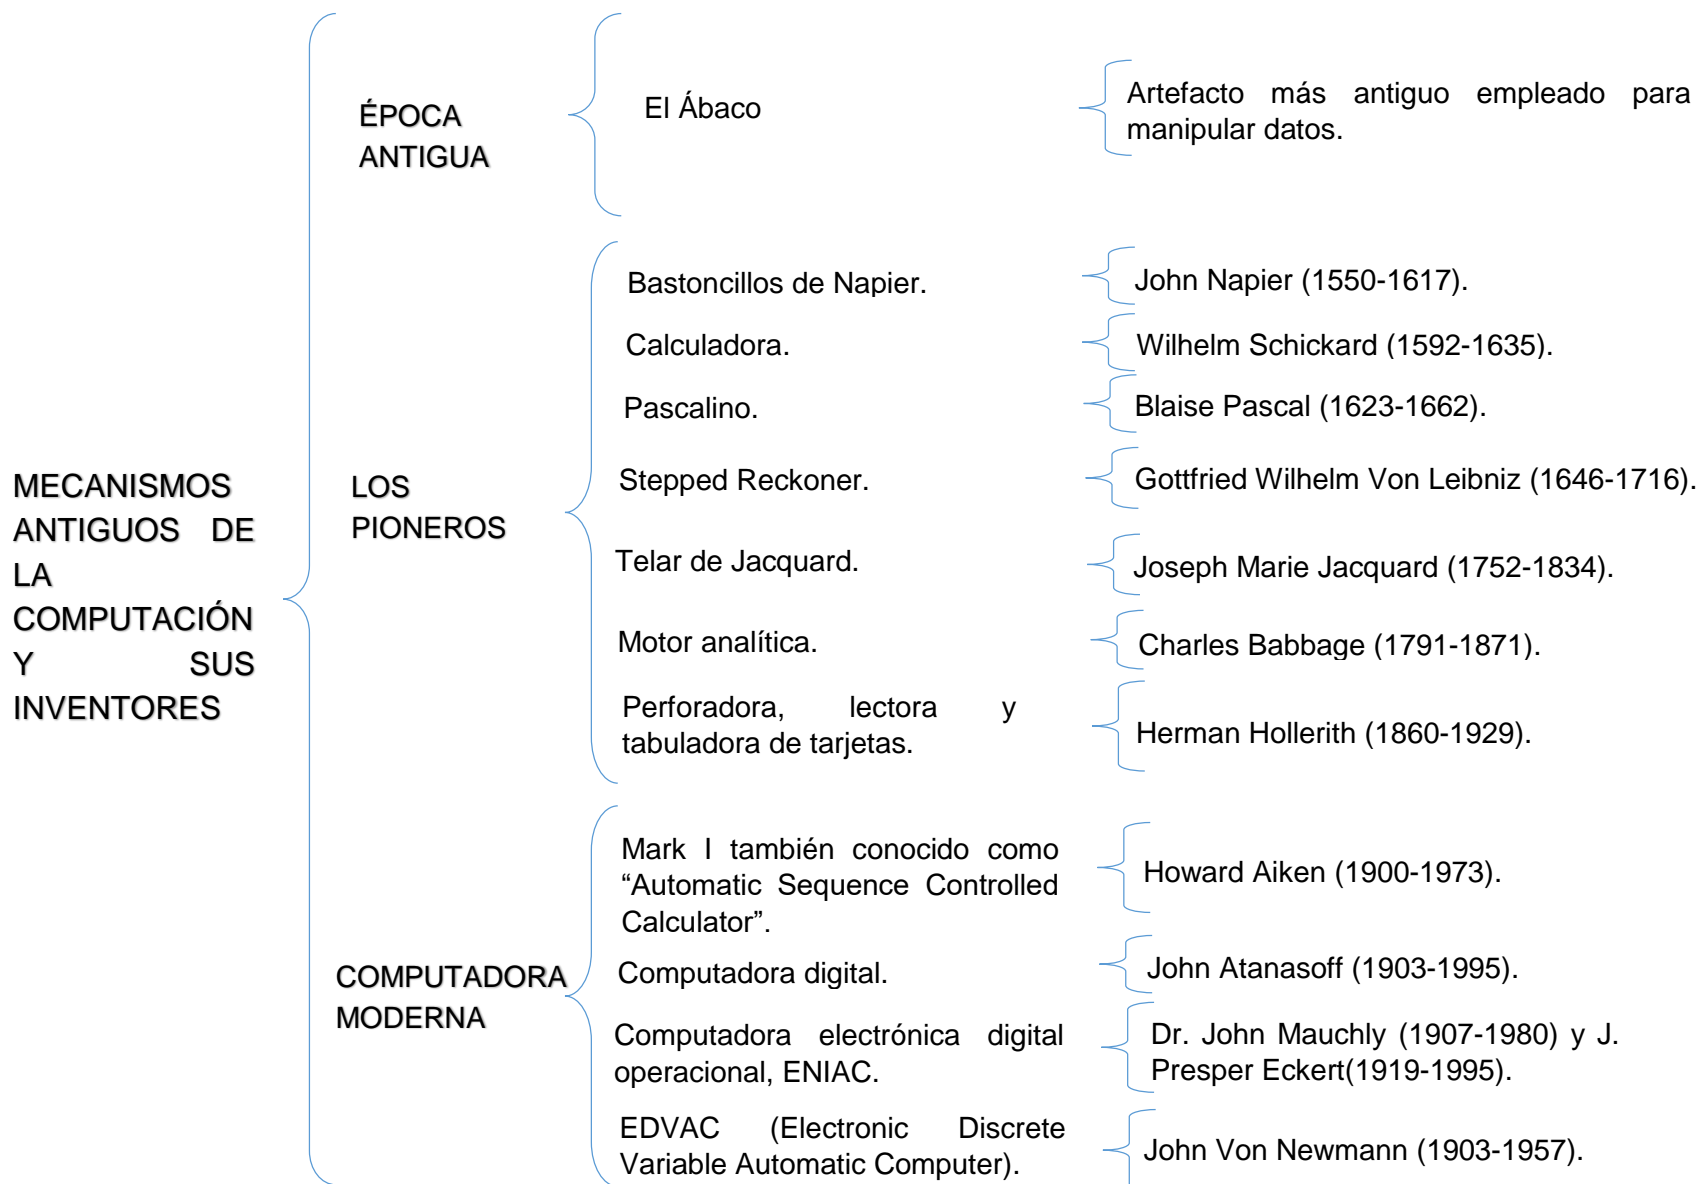 MECANISMOS
ANTIGUOS DE
LA
COMPUTACIÓN
Y SUS
INVENTORES
ÉPOCA
ANTIGUA
El Ábaco
Artefacto más antiguo empleado para
manipular datos.
LOS
PIONEROS
Bastoncillos de Napier.
John Napier (1550-1617).
Calculadora.
Wilhelm Schickard (1592-1635).
Pascalino.
Blaise Pascal (1623-1662).
Stepped Reckoner.
Gottfried Wilhelm Von Leibniz (1646-1716).
Telar de Jacquard.
Joseph Marie Jacquard (1752-1834).
Motor analítica.
Charles Babbage (1791-1871).
Perforadora, lectora y
tabuladora de tarjetas.
Herman Hollerith (1860-1929).
COMPUTADORA
MODERNA
Mark I también conocido como
“Automatic Sequence Controlled
Calculator”.
Howard Aiken (1900-1973).
Computadora digital.
John Atanasoff (1903-1995).
Computadora electrónica digital
operacional, ENIAC.
Dr. John Mauchly (1907-1980) y J.
Presper Eckert(1919-1995).
EDVAC (Electronic Discrete
Variable Automatic Computer).
John Von Newmann (1903-1957).